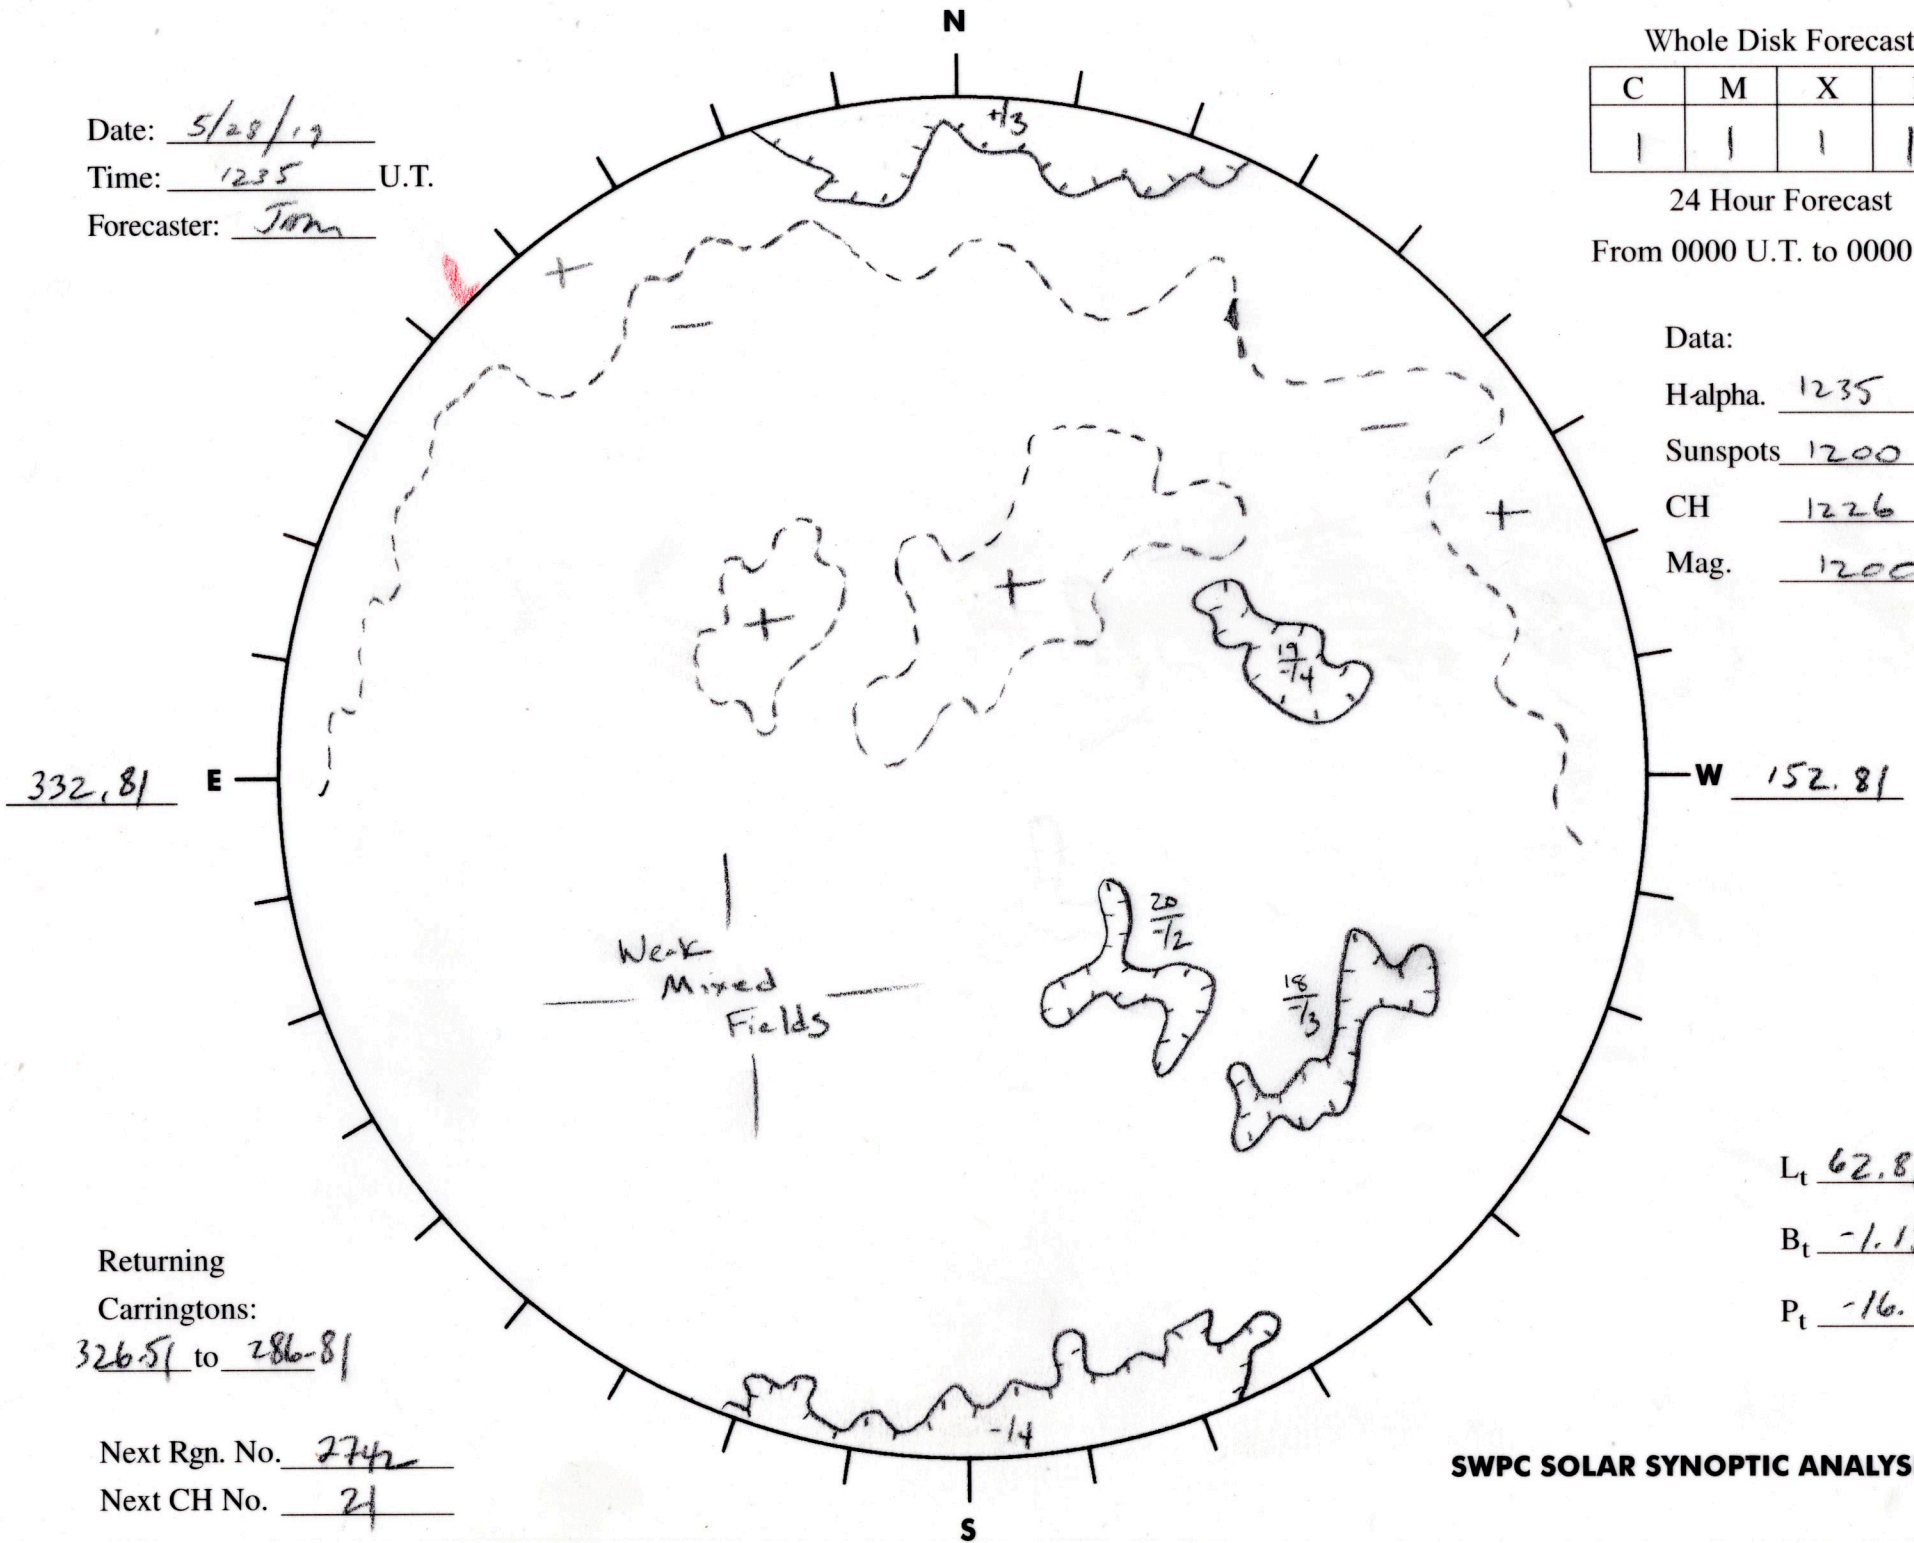 N
Whole Disk Forecast
C M X
Date: 5/28/19
+/3
1 1 1 1
Time: 1235 U.T.
24 Hour Forecast
Forecaster:
From 0000 U.T. to 0000
+
−
Data:
H-alpha. 1235
−
Sunspots 1200
CH 1226
+
Mag. 1200
+
+
19
-/4
332.81 E
W 152.81
20
-/2
Weak
Mixed
Fields
18
-/3
Lt 62.8
Bt -1.1
Pt -16.
Returning
Carringtons:
326.51 to 286.81
-/4
Next Rgn. No. 2742
SWPC SOLAR SYNOPTIC ANALYS
Next CH No. 21
S